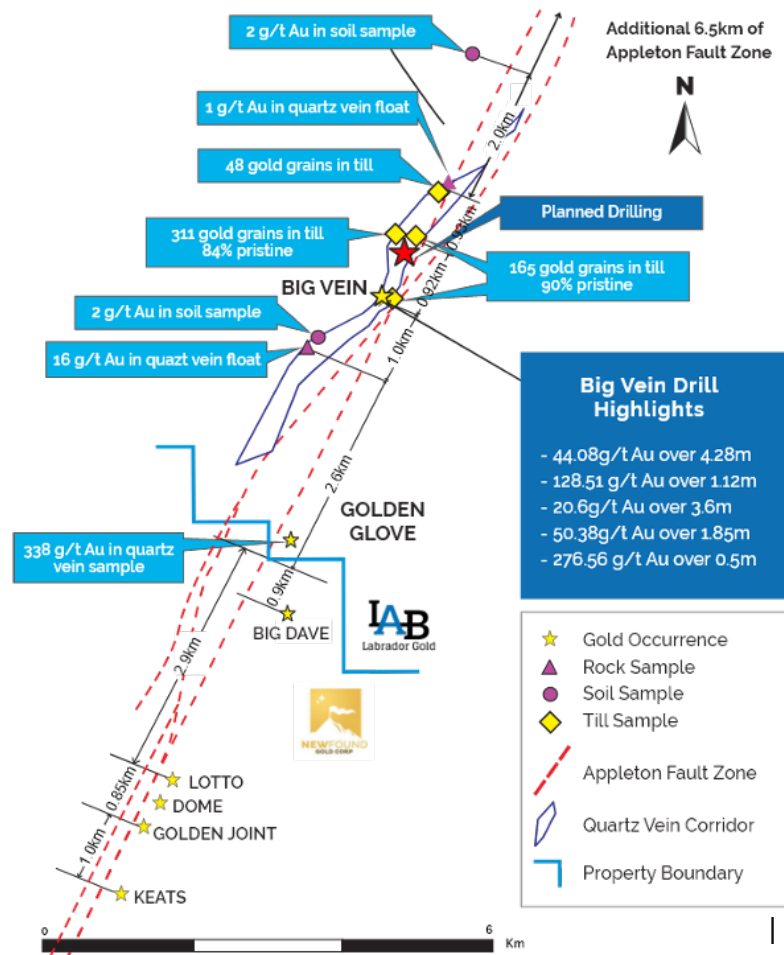 2 g/t Au in soil sample
Additional 6.5km of
Appleton Fault Zone
N
1 g/t Au in quartz vein float
2.0km
48 gold grains in till
Planned Drilling
311 gold grains in till
84% pristine
0.93km
165 gold grains in till
90% pristine
BIG VEIN
0.92km
2 g/t Au in soil sample
16 g/t Au in quazt vein float
1.0km
Big Vein Drill
Highlights
- 44.08g/t Au over 4.28m
- 128.51 g/t Au over 1.12m
- 20.6g/t Au over 3.6m
- 50.38g/t Au over 1.85m
- 276.56 g/t Au over 0.5m
2.6km
GOLDEN
GLOVE
338 g/t Au in quartz
vein sample
0.9km
BIG DAVE
LAB
Labrador Gold
2.9km
NEWFOUND
GOLD CORP
Gold Occurrence
Rock Sample
Soil Sample
Till Sample
Appleton Fault Zone
Quartz Vein Corridor
Property Boundary
LOTTO
0.85km
DOME
GOLDEN JOINT
1.0km
KEATS
0
6
Km